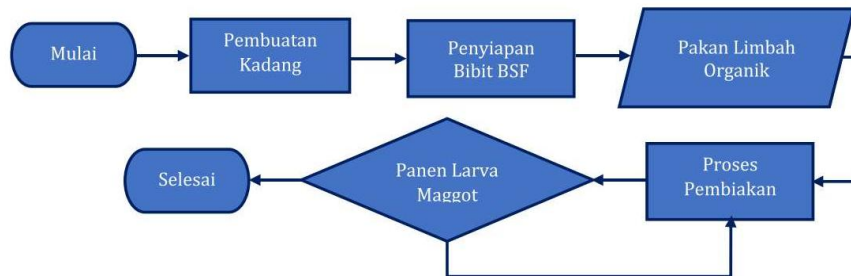 Mulai
Pembuatan
Kadang
Penyiapan
Bibit BSF
Pakan Limbah
Organik
Selesai
Panen Larva
Maggot
Proses
Pembiakan